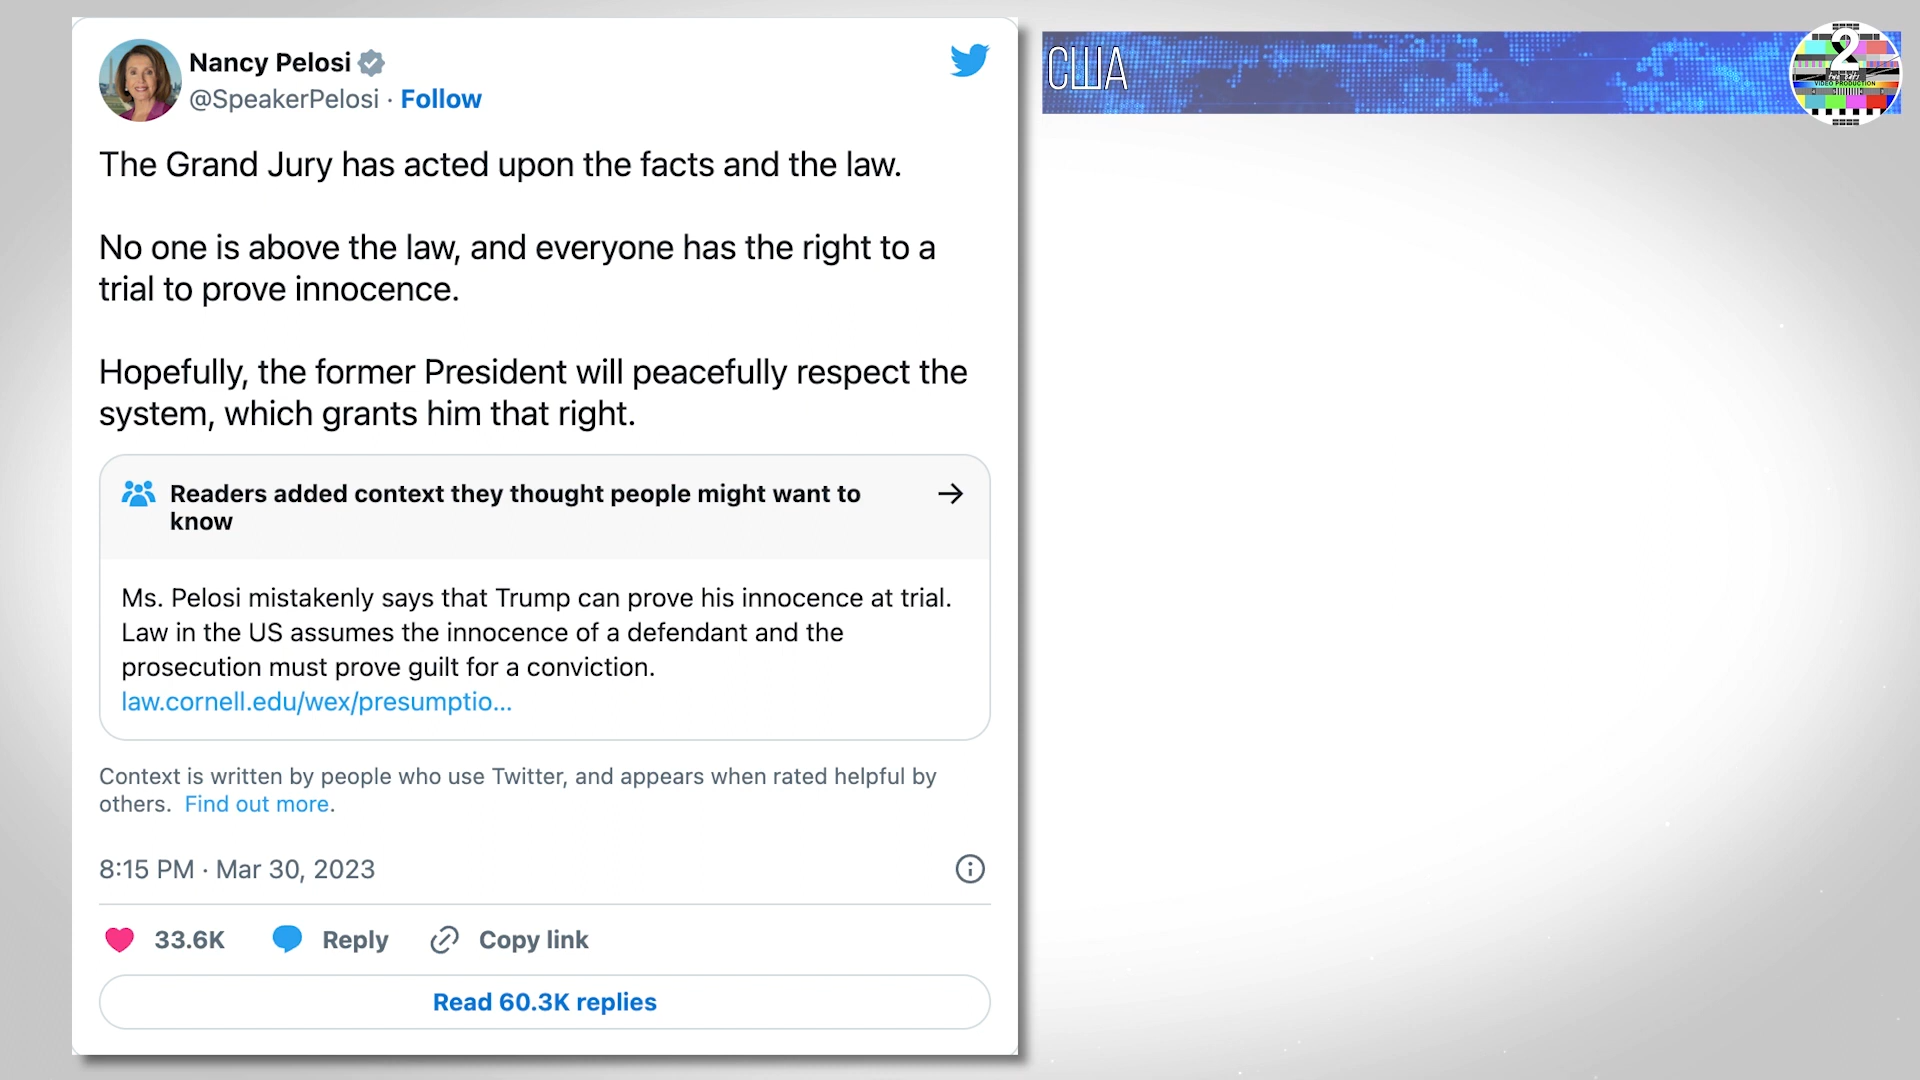 Nancy Pelosi
@SpeakerPelosi · Follow
The Grand Jury has acted upon the facts and the law.
No one is above the law, and everyone has the right to a
trial to prove innocence.
Hopefully, the former President will peacefully respect the
system, which grants him that right.
Readers added context they thought people might want to
know
Ms. Pelosi mistakenly says that Trump can prove his innocence at trial.
Law in the US assumes the innocence of a defendant and the
prosecution must prove guilt for a conviction.
law.cornell.edu/wex/presumptio...
Context is written by people who use Twitter, and appears when rated helpful by
others. Find out more.
8:15 PM · Mar 30, 2023
33.6K Reply Copy link
Read 60.3K replies
США
2
VIDEO PRODUCTION